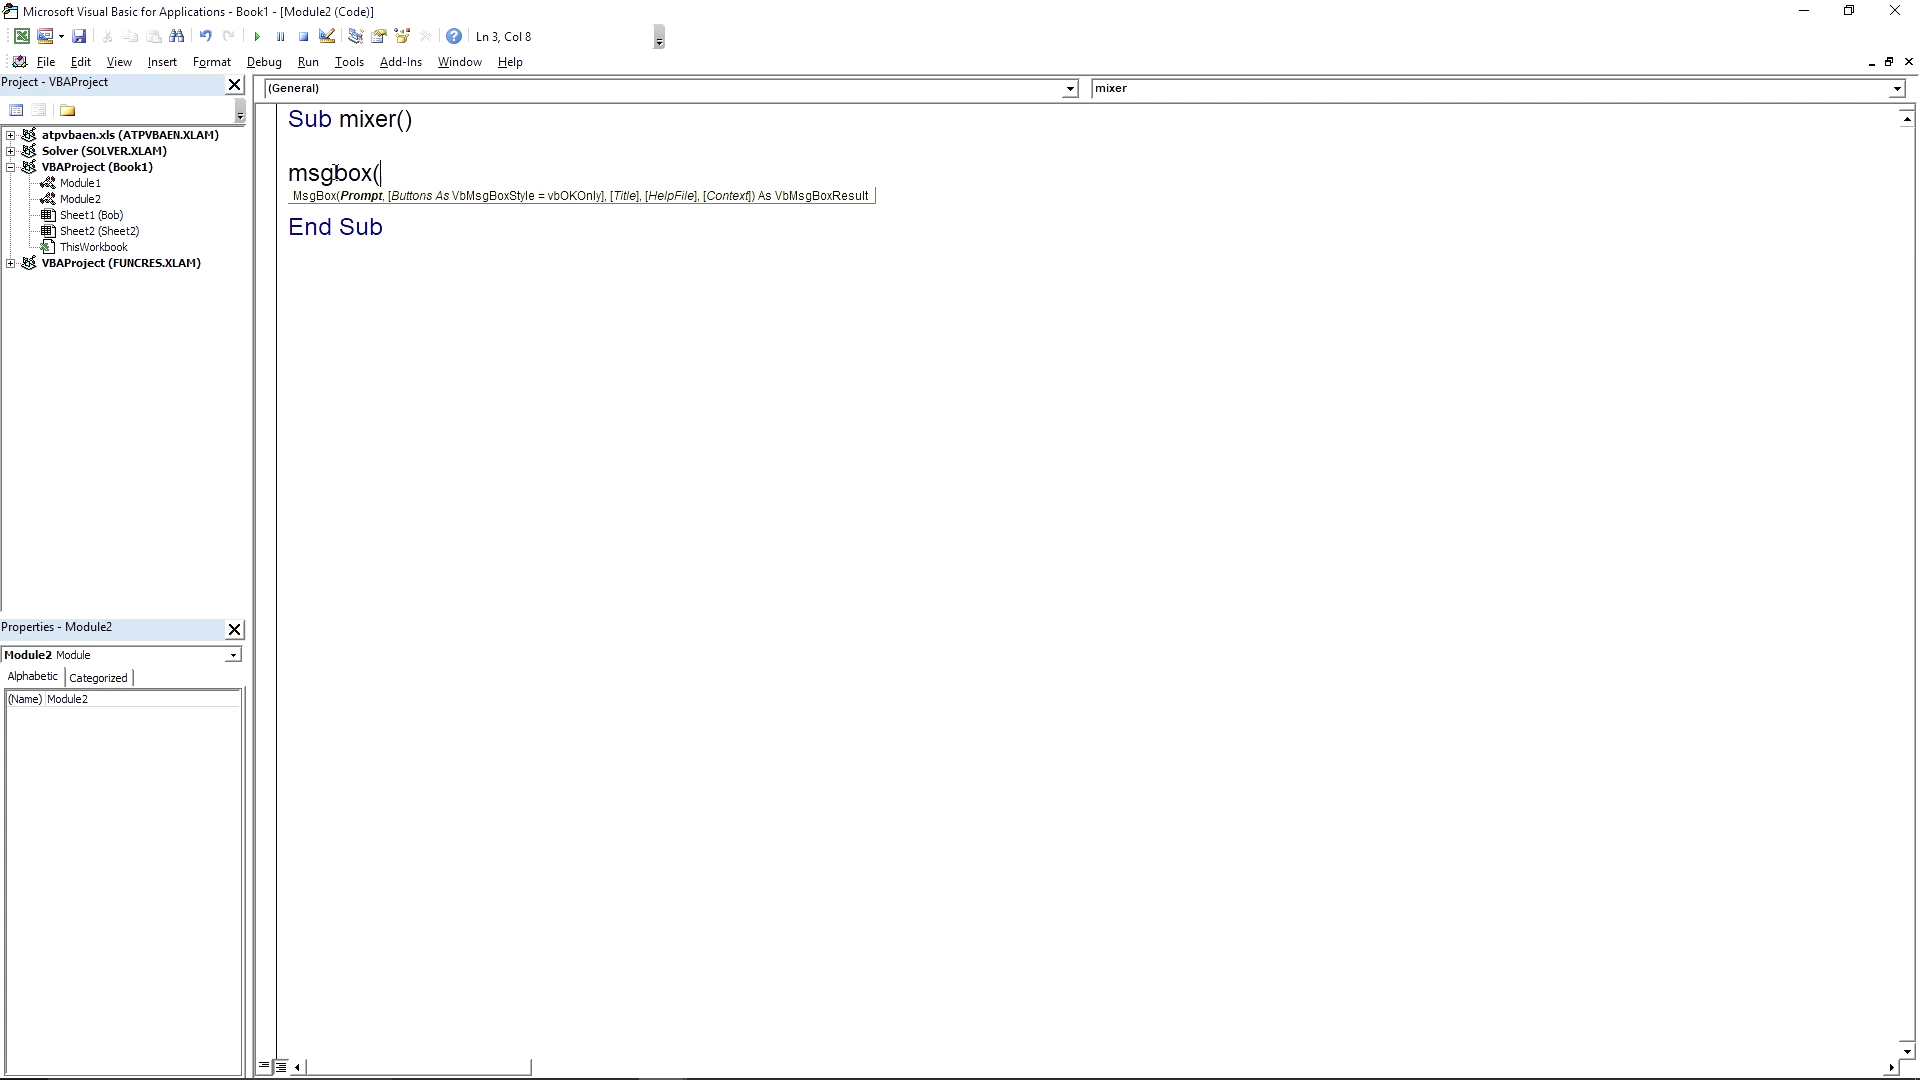 Microsoft Visual Basic for Applications - Book1 - [Module2 (Code)]
Ln 3, Col 8
File Edit View Insert Format Debug Run Tools Add-Ins Window Help
Project - VBAProject
(General)
mixer
atpvbaen.xls (ATPVBAEN.XLAM)
Solver (SOLVER.XLAM)
VBAProject (Book1)
Module1
Module2
Sheet1 (Bob)
Sheet2 (Sheet2)
ThisWorkbook
VBAProject (FUNCRES.XLAM)
Sub mixer()
msgbox(
MsgBox(Prompt, [Buttons As VbMsgBoxStyle = vbOKOnly], [Title], [HelpFile], [Context]) As VbMsgBoxResult
End Sub
Properties - Module2
Module2 Module
Alphabetic Categorized
(Name) Module2